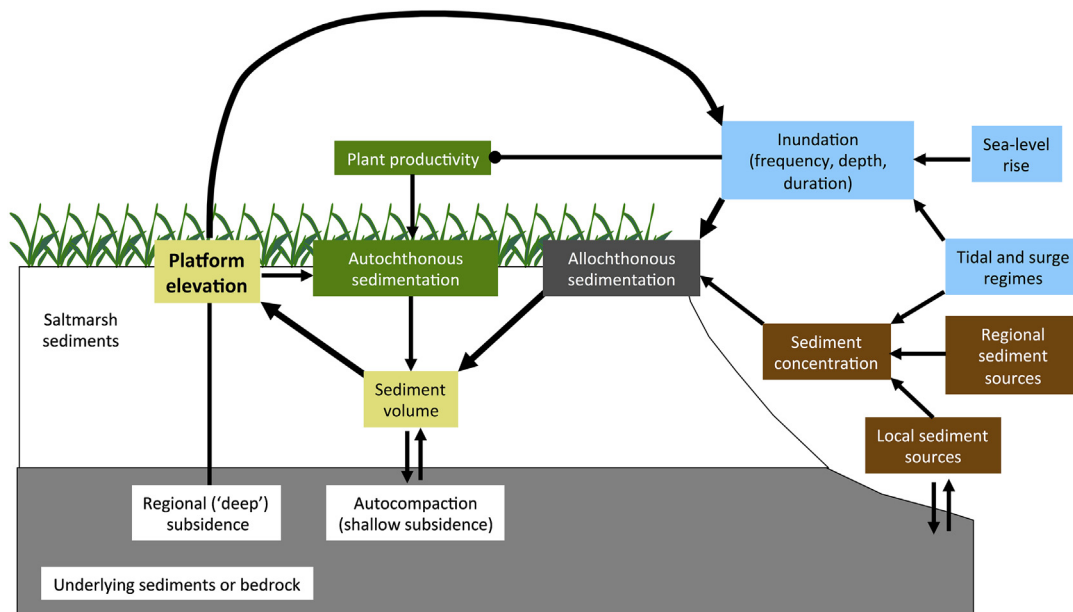 Inundation
(frequency, depth,
duration)
Sea-level
rise
Plant productivity
Platform
elevation
Autochthonous
sedimentation
Allochthonous
sedimentation
Tidal and surge
regimes
Saltmarsh
sediments
Sediment
concentration
Regional
sediment
sources
Sediment
volume
Local sediment
sources
Regional (‘deep’)
subsidence
Autocompaction
(shallow subsidence)
Underlying sediments or bedrock